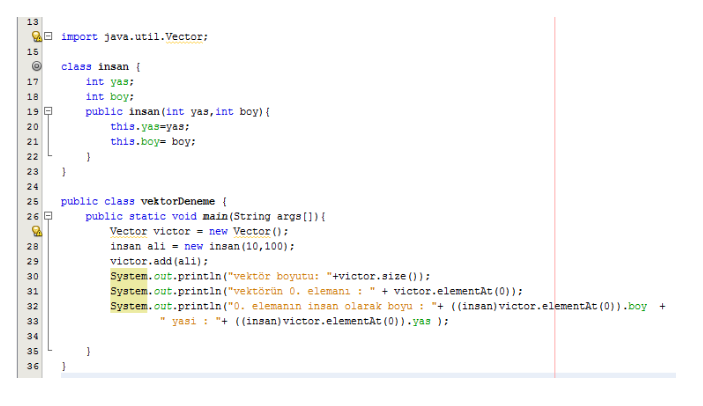 13
import java.util.Vector;
15
class insan {
17 int yas;
18 int boy;
19 public insan(int yas,int boy){
20 this.yas=yas;
21 this.boy= boy;
22 }
23 }
24
25 public class vektorDeneme {
26 public static void main(String args[]){
Vector victor = new Vector();
28 insan ali = new insan(10,100);
29 victor.add(ali);
30 System.out.println("vektör boyutu: "+victor.size());
31 System.out.println("vektörün 0. elemanı : " + victor.elementAt(0));
32 System.out.println("0. elemanın insan olarak boyu : "+ ((insan)victor.elementAt(0)).boy +
33 " yasi : "+ ((insan)victor.elementAt(0)).yas );
34
35 }
36 }